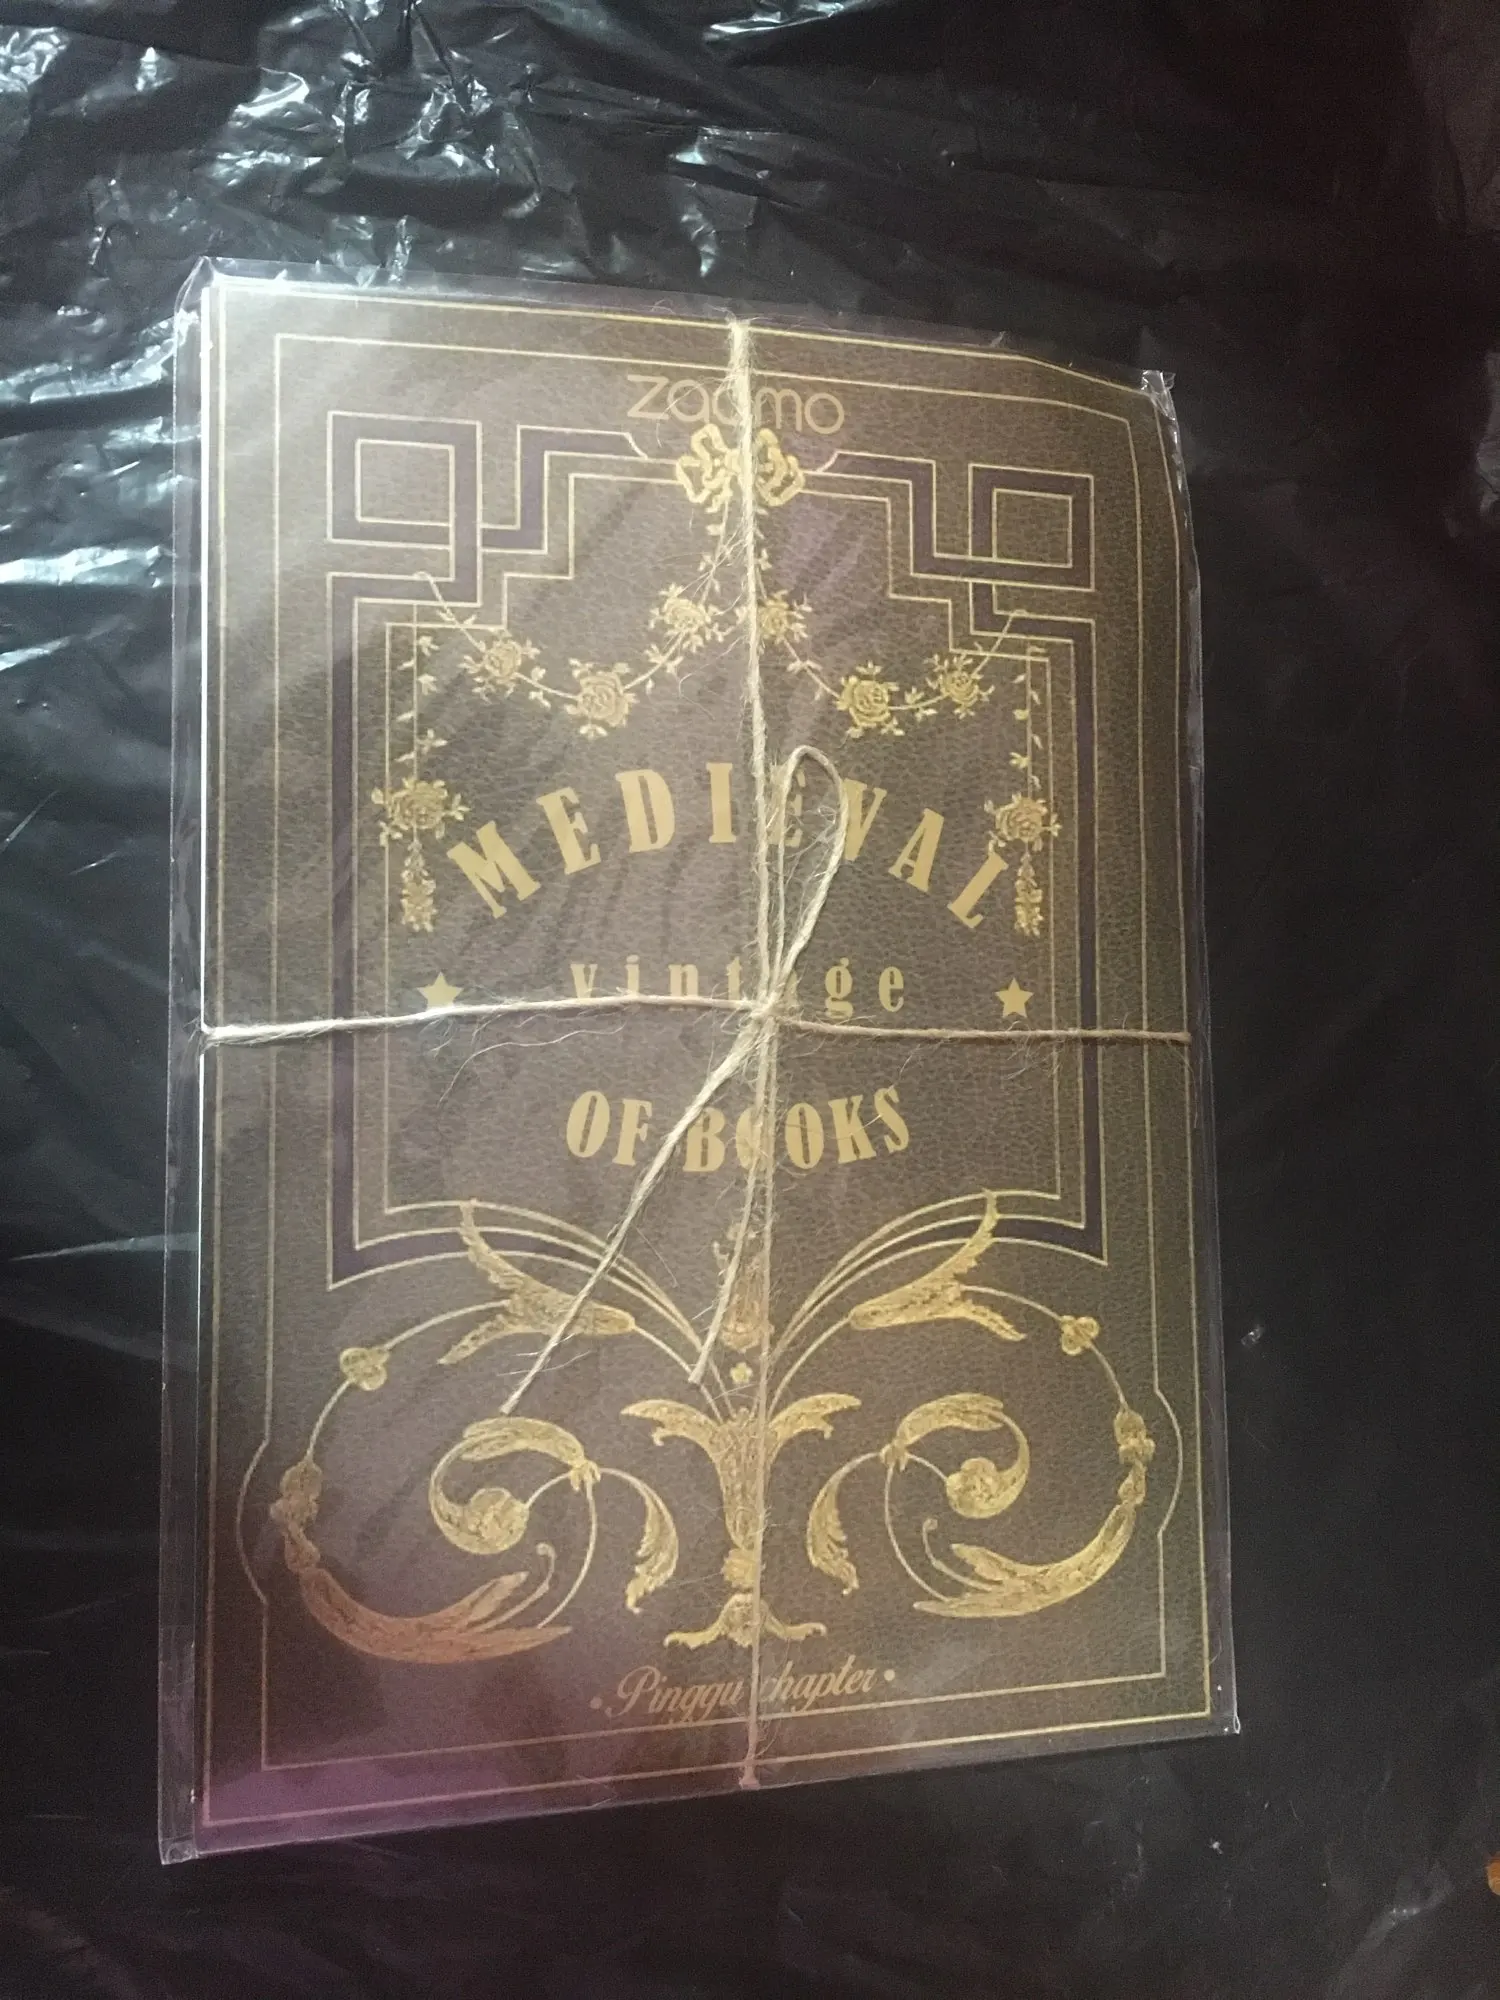 zaomo
MEDIEVAL
vintage
OF BOOKS
• Pinggu chapter •